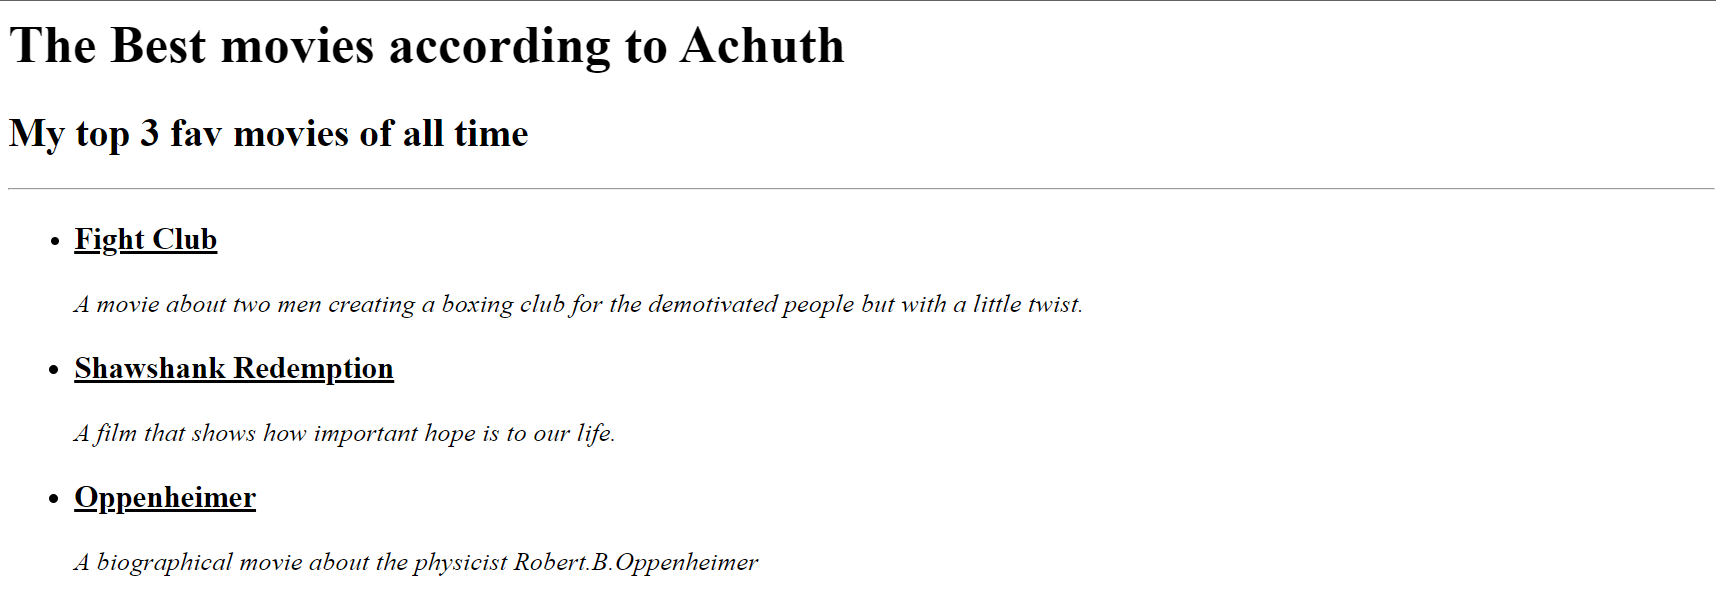 The Best movies according to Achuth
My top 3 fav movies of all time
Fight Club
A movie about two men creating a boxing club for the demotivated people but with a little twist.
Shawshank Redemption
A film that shows how important hope is to our life.
Oppenheimer
A biographical movie about the physicist Robert.B.Oppenheimer